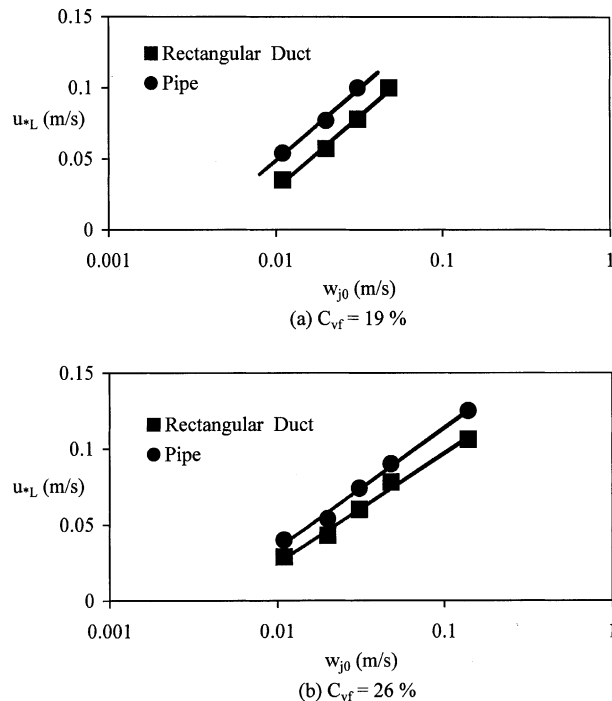 0.15
Rectangular Duct
Pipe
0.1
u*L (m/s)
0.05
0
0.001 0.01 0.1 1
wj0 (m/s)
(a) Cvf = 19 %
0.15
Rectangular Duct
Pipe
0.1
u*L (m/s)
0.05
0
0.001 0.01 0.1 1
wj0 (m/s)
(b) Cvf = 26 %